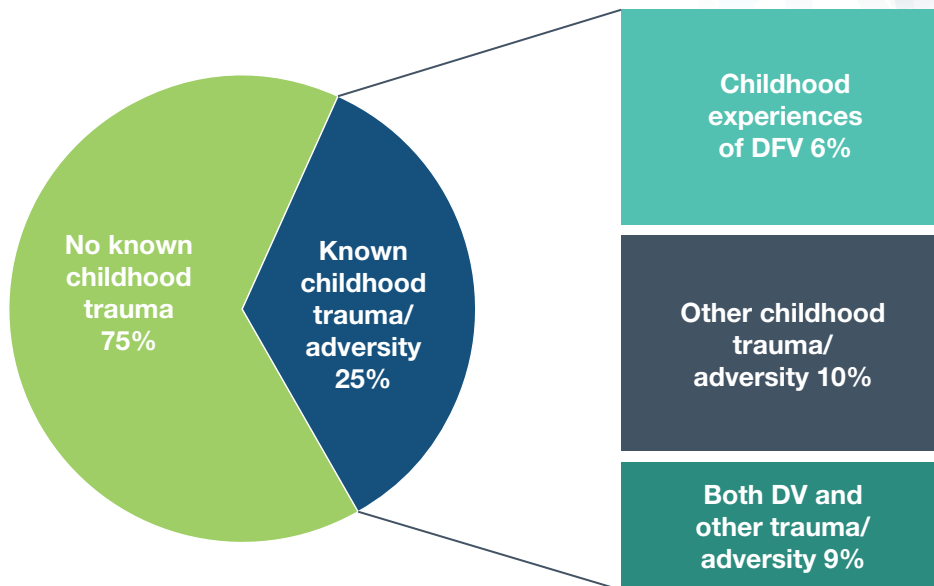 No known
childhood
trauma
75%
Known
childhood
trauma/
adversity
25%
Childhood
experiences
of DFV 6%
Other childhood
trauma/
adversity 10%
Both DV and
other trauma/
adversity 9%